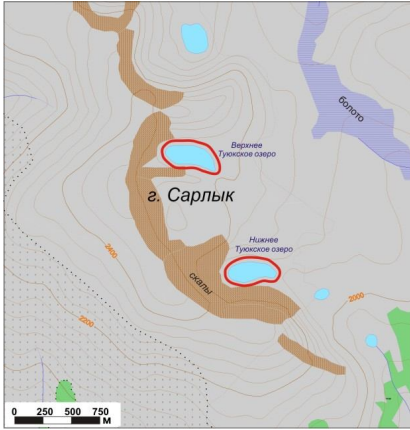 болото
Верхнее
Туюкское озеро
г. Сарлык
Нижнее
Туюкское озеро
2400
скалы
2000
2200
0 250 500 750
М